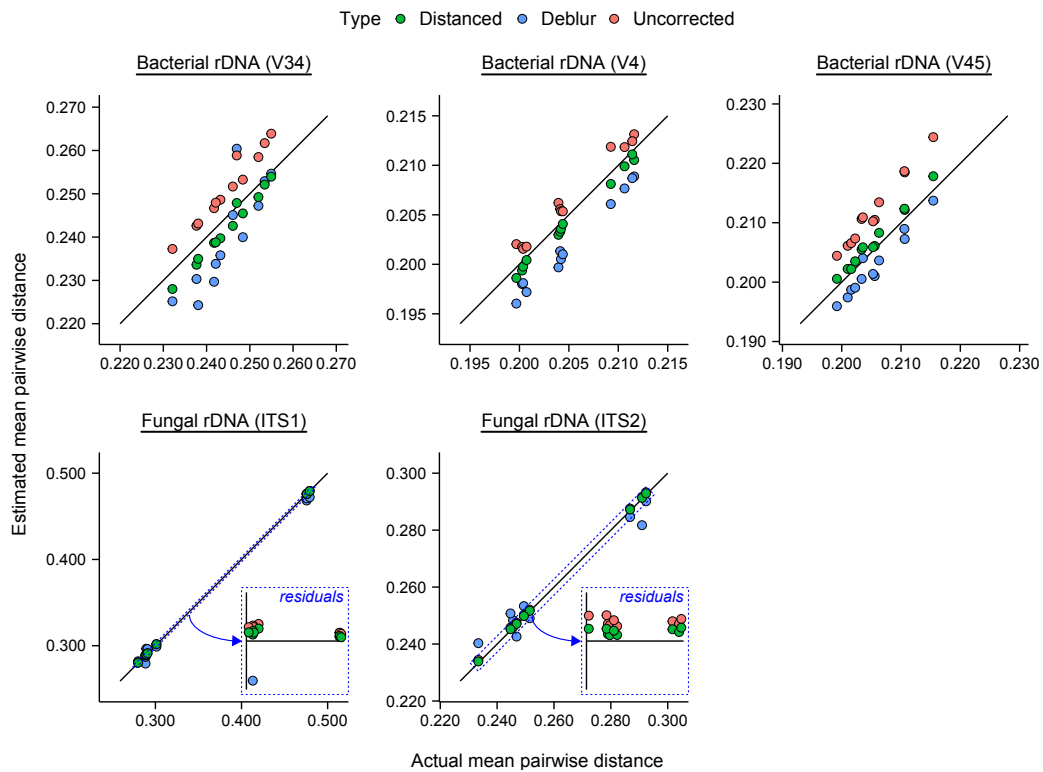 Type Distanced Deblur Uncorrected
Bacterial rDNA (V34)
Bacterial rDNA (V4)
Bacterial rDNA (V45)
0.270
0.260
0.250
0.240
0.230
0.220
0.220 0.230 0.240 0.250 0.260 0.270
0.215
0.210
0.205
0.200
0.195
0.195 0.200 0.205 0.210 0.215
0.230
0.220
0.210
0.200
0.190
0.190 0.200 0.210 0.220 0.230
Estimated mean pairwise distance
Fungal rDNA (ITS1)
Fungal rDNA (ITS2)
0.500
0.400
0.300
residuals
0.300 0.400 0.500
0.300
0.280
0.260
0.240
0.220
residuals
0.220 0.240 0.260 0.280 0.300
Actual mean pairwise distance